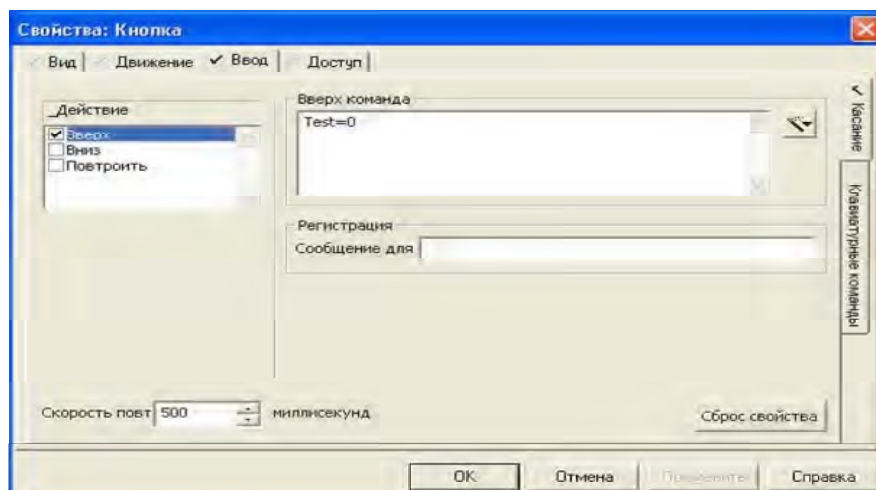 Свойства: Кнопка
Вид Движение Ввод Доступ
_Действие
Вверх
Вниз
Повтроить
Вверх команда
Test=0
Регистрация
Сообщение для
Касание
Клавиатурные команды
Скорость повт 500 миллисекунд
Сброс свойства
OK Отмена Применить Справка